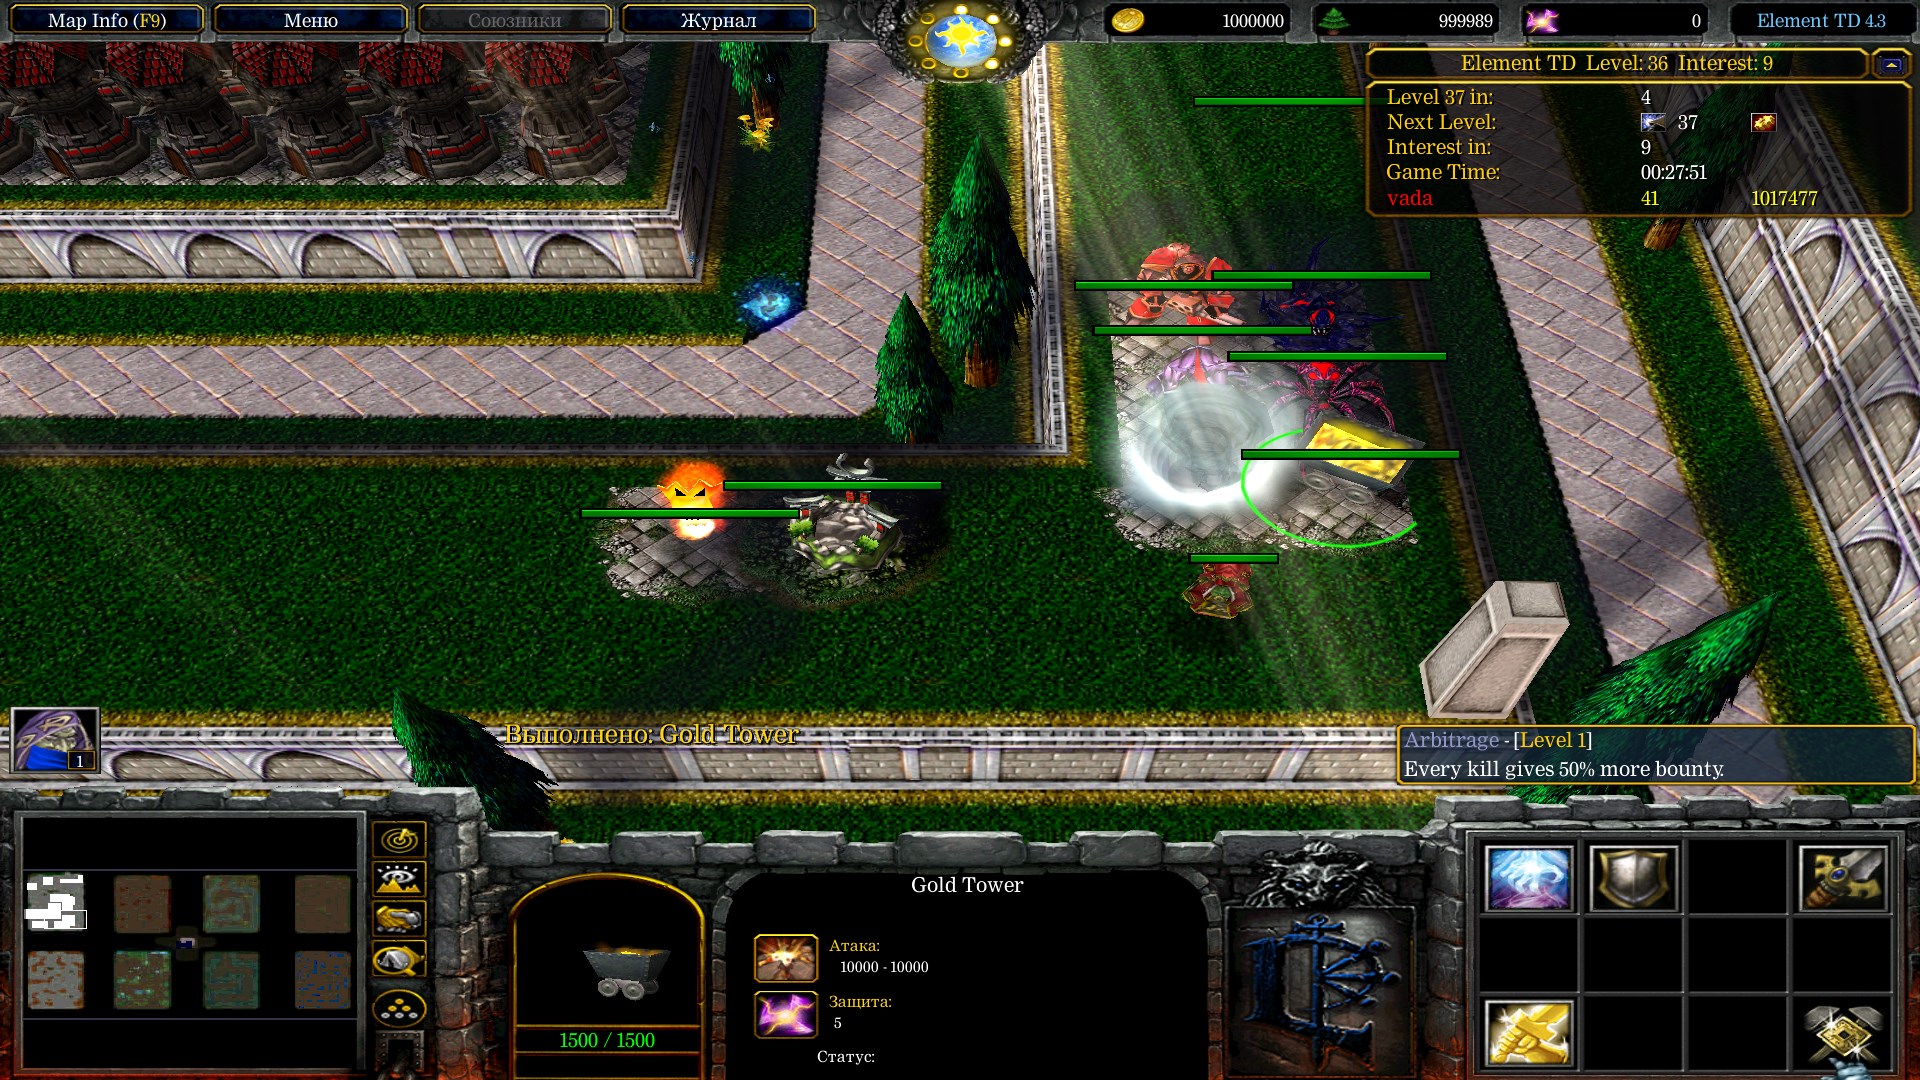 Map Info (F9)
Меню
Союзники
Журнал
1000000
999989
0
Element TD 4.3
Element TD Level: 36 Interest: 9
Level 37 in: 4
Next Level: 37
Interest in: 9
Game Time: 00:27:51
vada 41 1017477
1
Выполнено: Gold Tower
Arbitrage - [Level 1]
Every kill gives 50% more bounty.
Gold Tower
Атака:
10000 - 10000
Защита:
5
Статус:
1500 / 1500